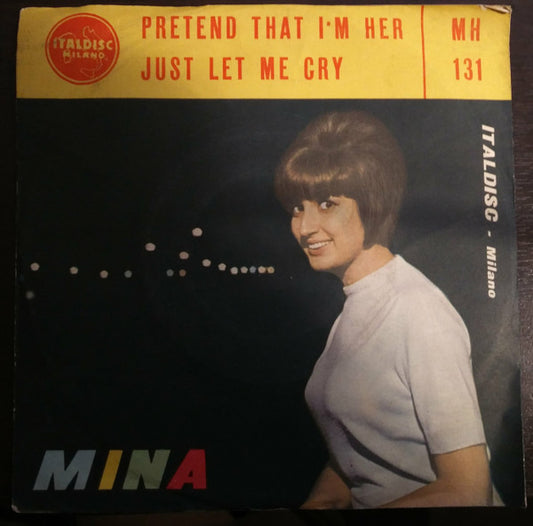 ITALDISC
MILANO
PRETEND THAT I'M HER
JUST LET ME CRY
MH
131
ITALDISC - Milano
MINA